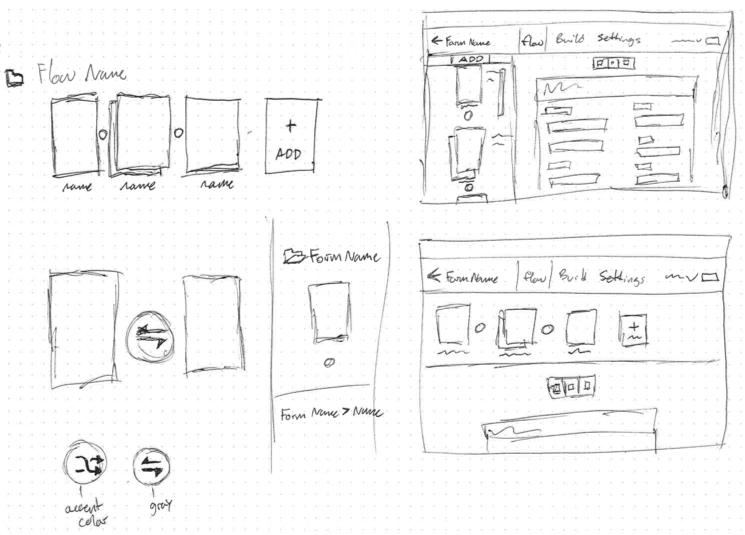 Flow Name
+
ADD
name name name
← Form Name flow Build Settings
ADD
Form Name
Form Name > Name
← Form Name flow Build Settings
+
accent color
gray